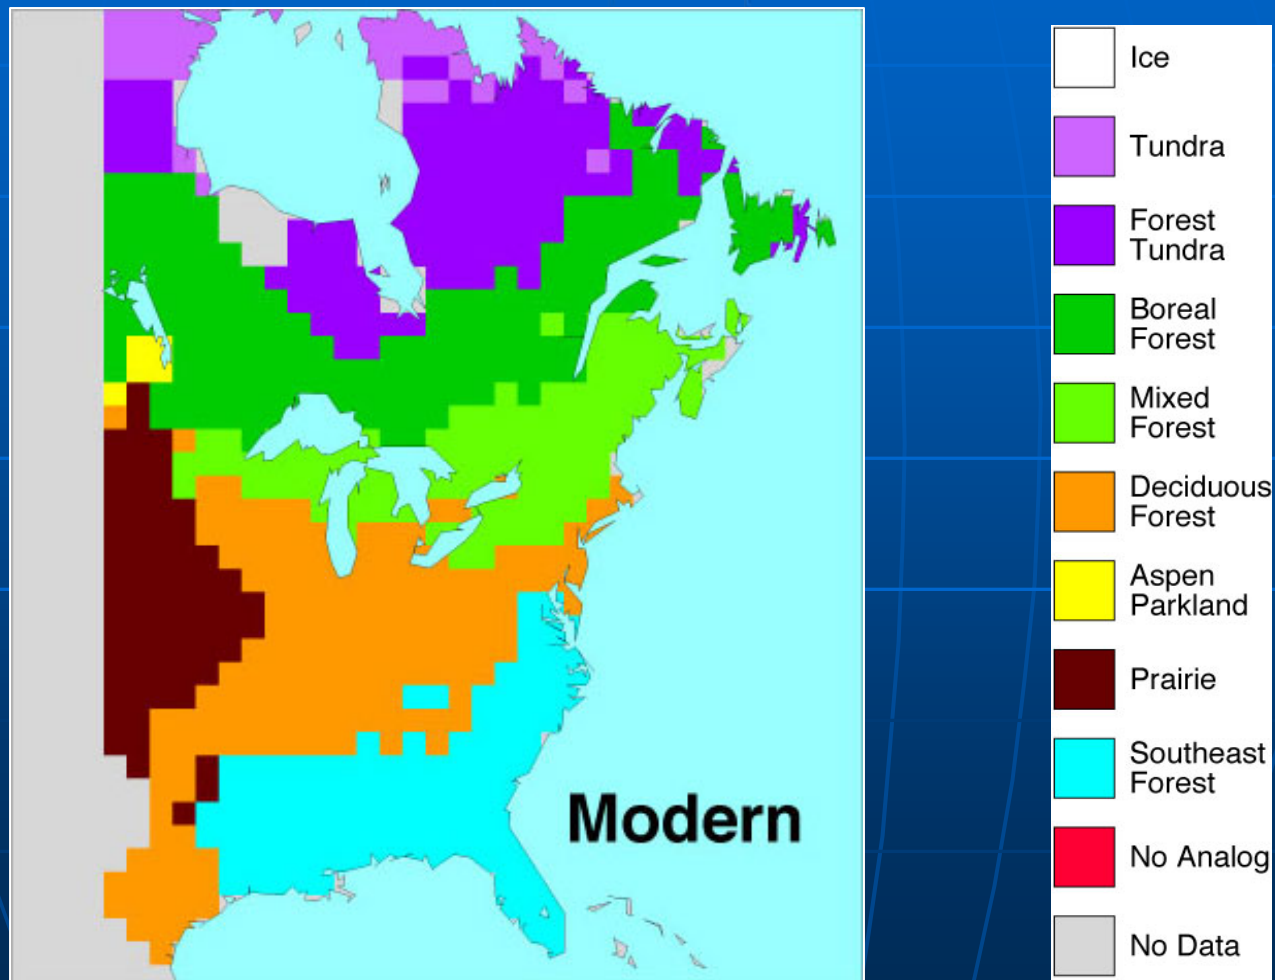 Ice
Tundra
Forest
Tundra
Boreal
Forest
Mixed
Forest
Deciduous
Forest
Aspen
Parkland
Prairie
Southeast
Forest
No Analog
No Data
Modern